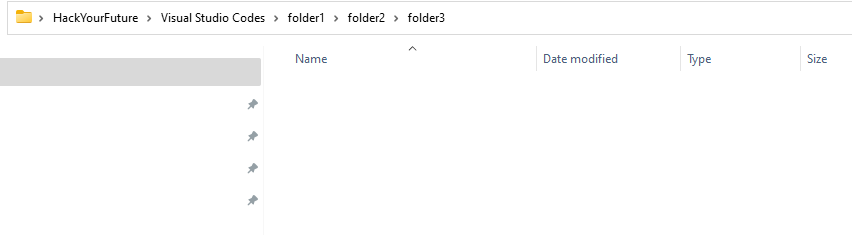 HackYourFuture > Visual Studio Codes > folder1 > folder2 > folder3
Name Date modified Type Size